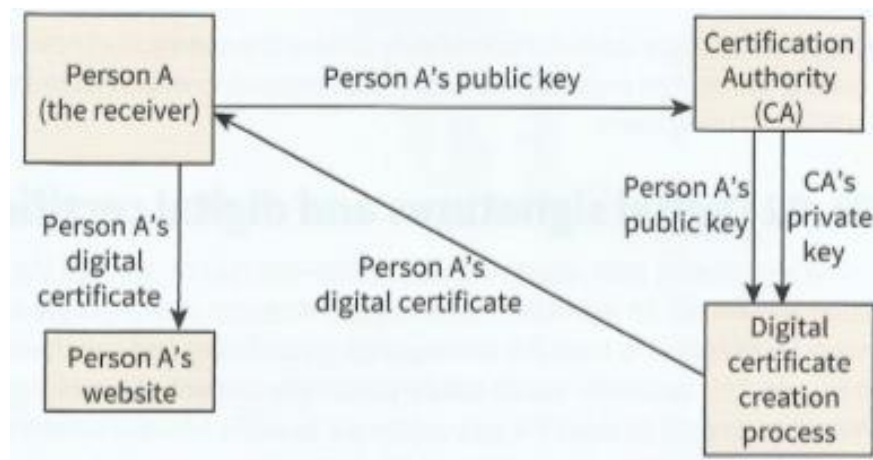 Person A
(the receiver)
Person A's public key
Certification
Authority
(CA)
Person A's
public key
CA's
private
key
Person A's
digital
certificate
Person A's
digital certificate
Person A's
website
Digital
certificate
creation
process